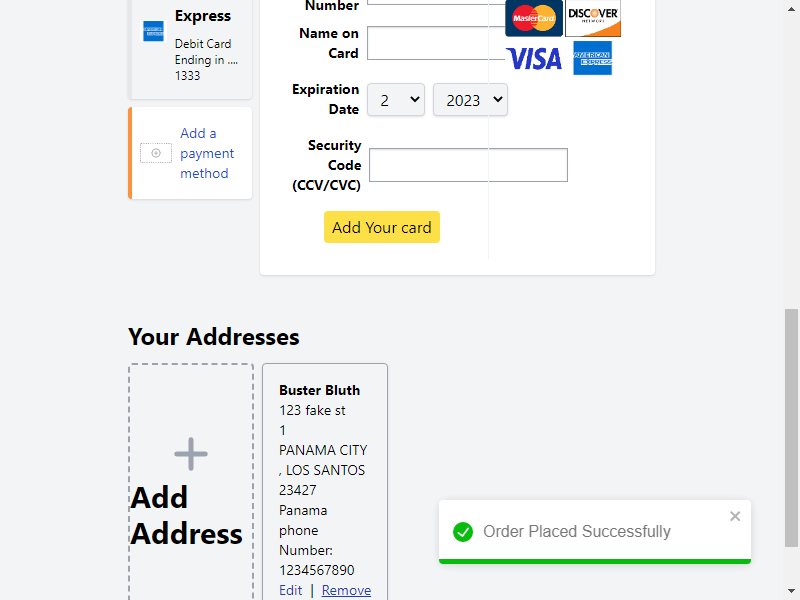 Express
Debit Card
Ending in ....
1333
Add a
payment
method
Number
Name on
Card
MasterCard
DISCOVER
NETWORK
VISA
AMERICAN
EXPRESS
Expiration
Date
2
2023
Security
Code
(CCV/CVC)
Add Your card
Your Addresses
Add
Address
Buster Bluth
123 fake st
1
PANAMA CITY
, LOS SANTOS
23427
Panama
phone
Number:
1234567890
Edit | Remove
Order Placed Successfully